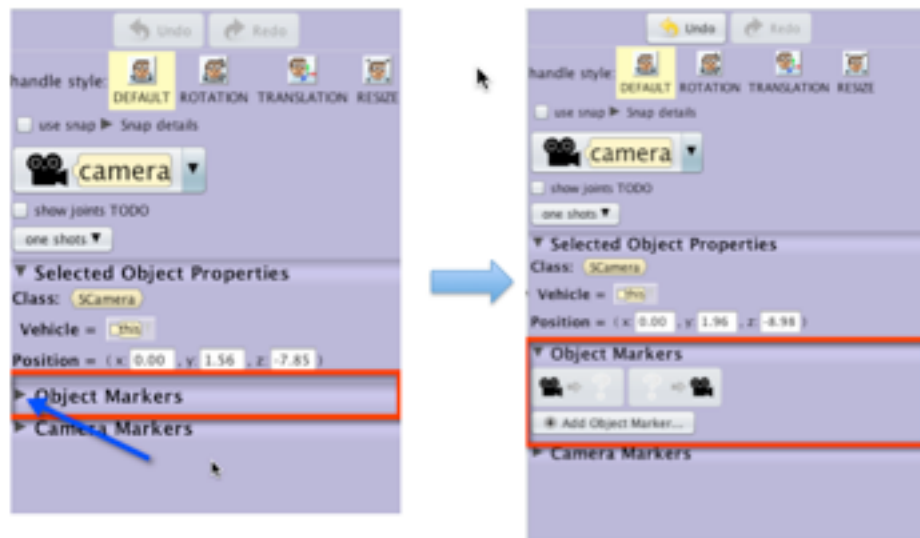 Undo Redo
handle style:
DEFAULT ROTATION TRANSLATION RESIZE
use snap ▶ Snap details
camera
show joints TODO
one shots ▼
▼ Selected Object Properties
Class: SCamera
Vehicle = this
Position = ( x: 0.00 , y: 1.56 , z: -7.85 )
▶ Object Markers
▶ Camera Markers
Undo Redo
handle style:
DEFAULT ROTATION TRANSLATION RESIZE
use snap ▶ Snap details
camera
show joints TODO
one shots ▼
▼ Selected Object Properties
Class: SCamera
Vehicle = this
Position = ( x: 0.00 , y: 1.96 , z: -8.98 )
▼ Object Markers
? ?
Add Object Marker...
▶ Camera Markers